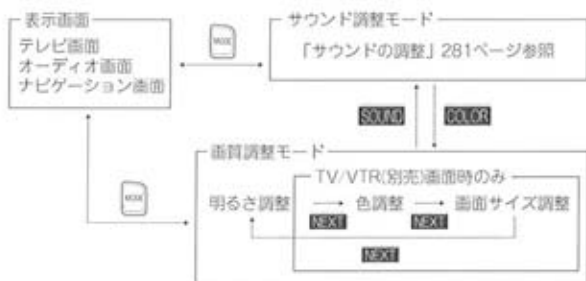 表示画面
テレビ画面
オーディオ画面
ナビゲーション画面
MODE
サウンド調整モード
「サウンドの調整」281ページ参照
SOUND
COLOR
画質調整モード
TV/VTR(別売)画面時のみ
MODE
明るさ調整
色調整
画面サイズ調整
NEXT
NEXT
NEXT